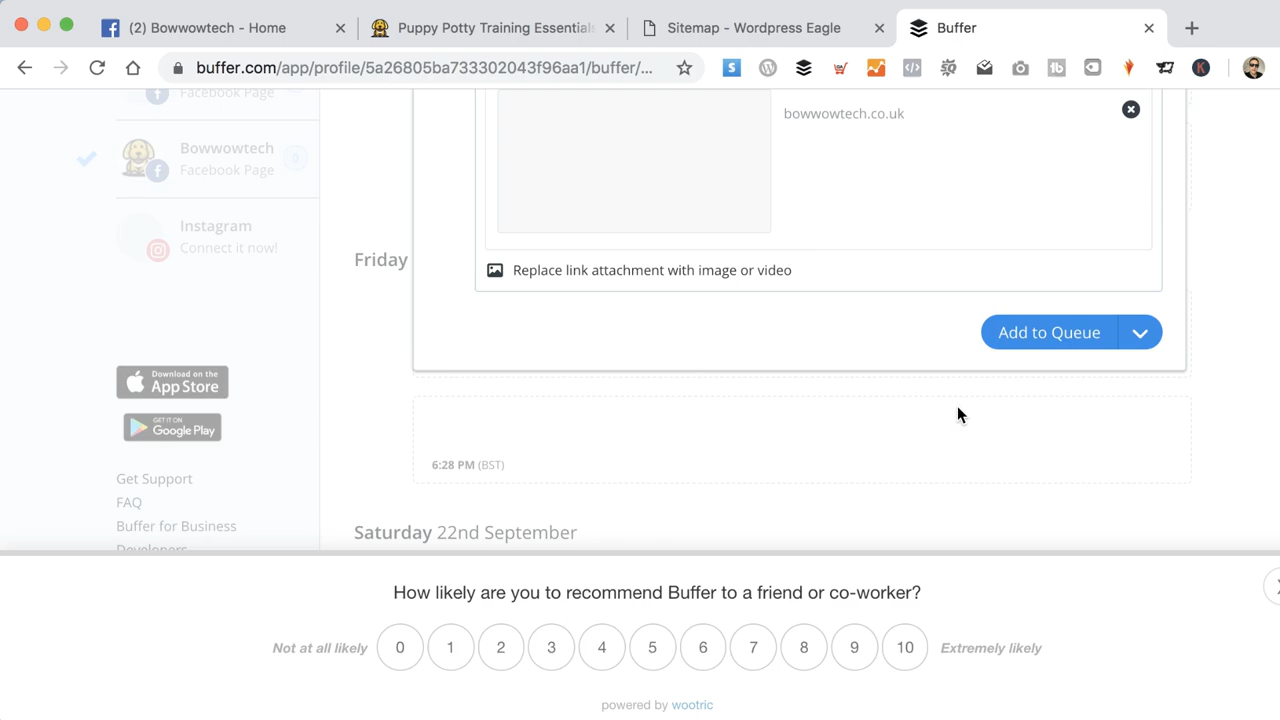 (2) Bowwowtech - Home
Puppy Potty Training Essentials
Sitemap - Wordpress Eagle
Buffer
buffer.com/app/profile/5a26805ba733302043f96aa1/buffer/...
Facebook Page
bowwowtech.co.uk
Bowwowtech
Facebook Page
0
Instagram
Connect it now!
Friday
Replace link attachment with image or video
Add to Queue
Download on the
App Store
GET IT ON
Google Play
6:28 PM (BST)
Get Support
FAQ
Buffer for Business
Developers
Saturday 22nd September
How likely are you to recommend Buffer to a friend or co-worker?
Not at all likely 0 1 2 3 4 5 6 7 8 9 10 Extremely likely
powered by wootric